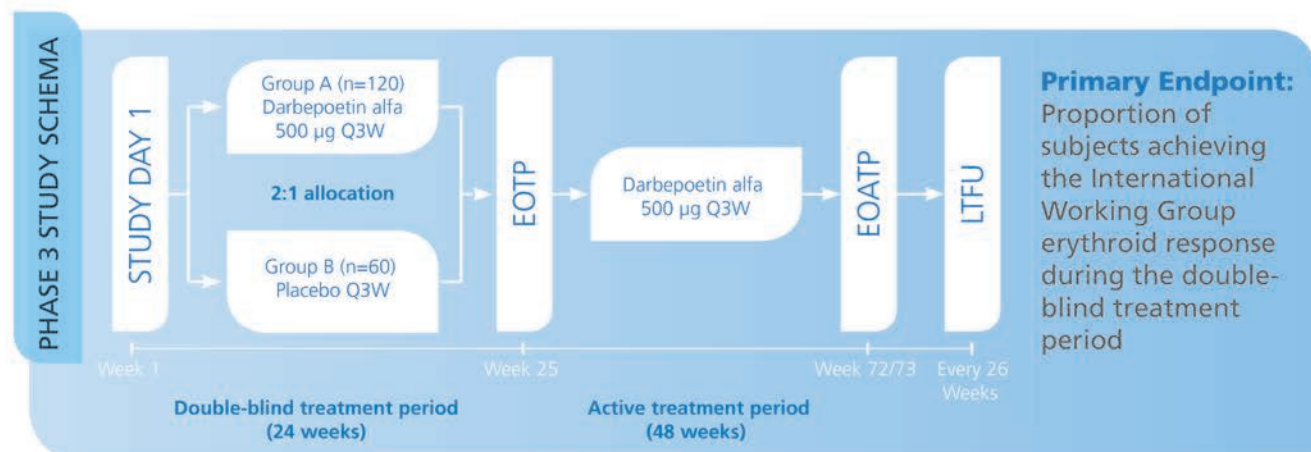 PHASE 3 STUDY SCHEMA
STUDY DAY 1
Group A (n=120)
Darbepoetin alfa
500 µg Q3W
2:1 allocation
Group B (n=60)
Placebo Q3W
EOTP
Darbepoetin alfa
500 µg Q3W
EOATP
LTFU
Week 1
Week 25
Week 72/73
Every 26
Weeks
Double-blind treatment period
(24 weeks)
Active treatment period
(48 weeks)
Primary Endpoint:
Proportion of
subjects achieving
the International
Working Group
erythroid response
during the double-
blind treatment
period